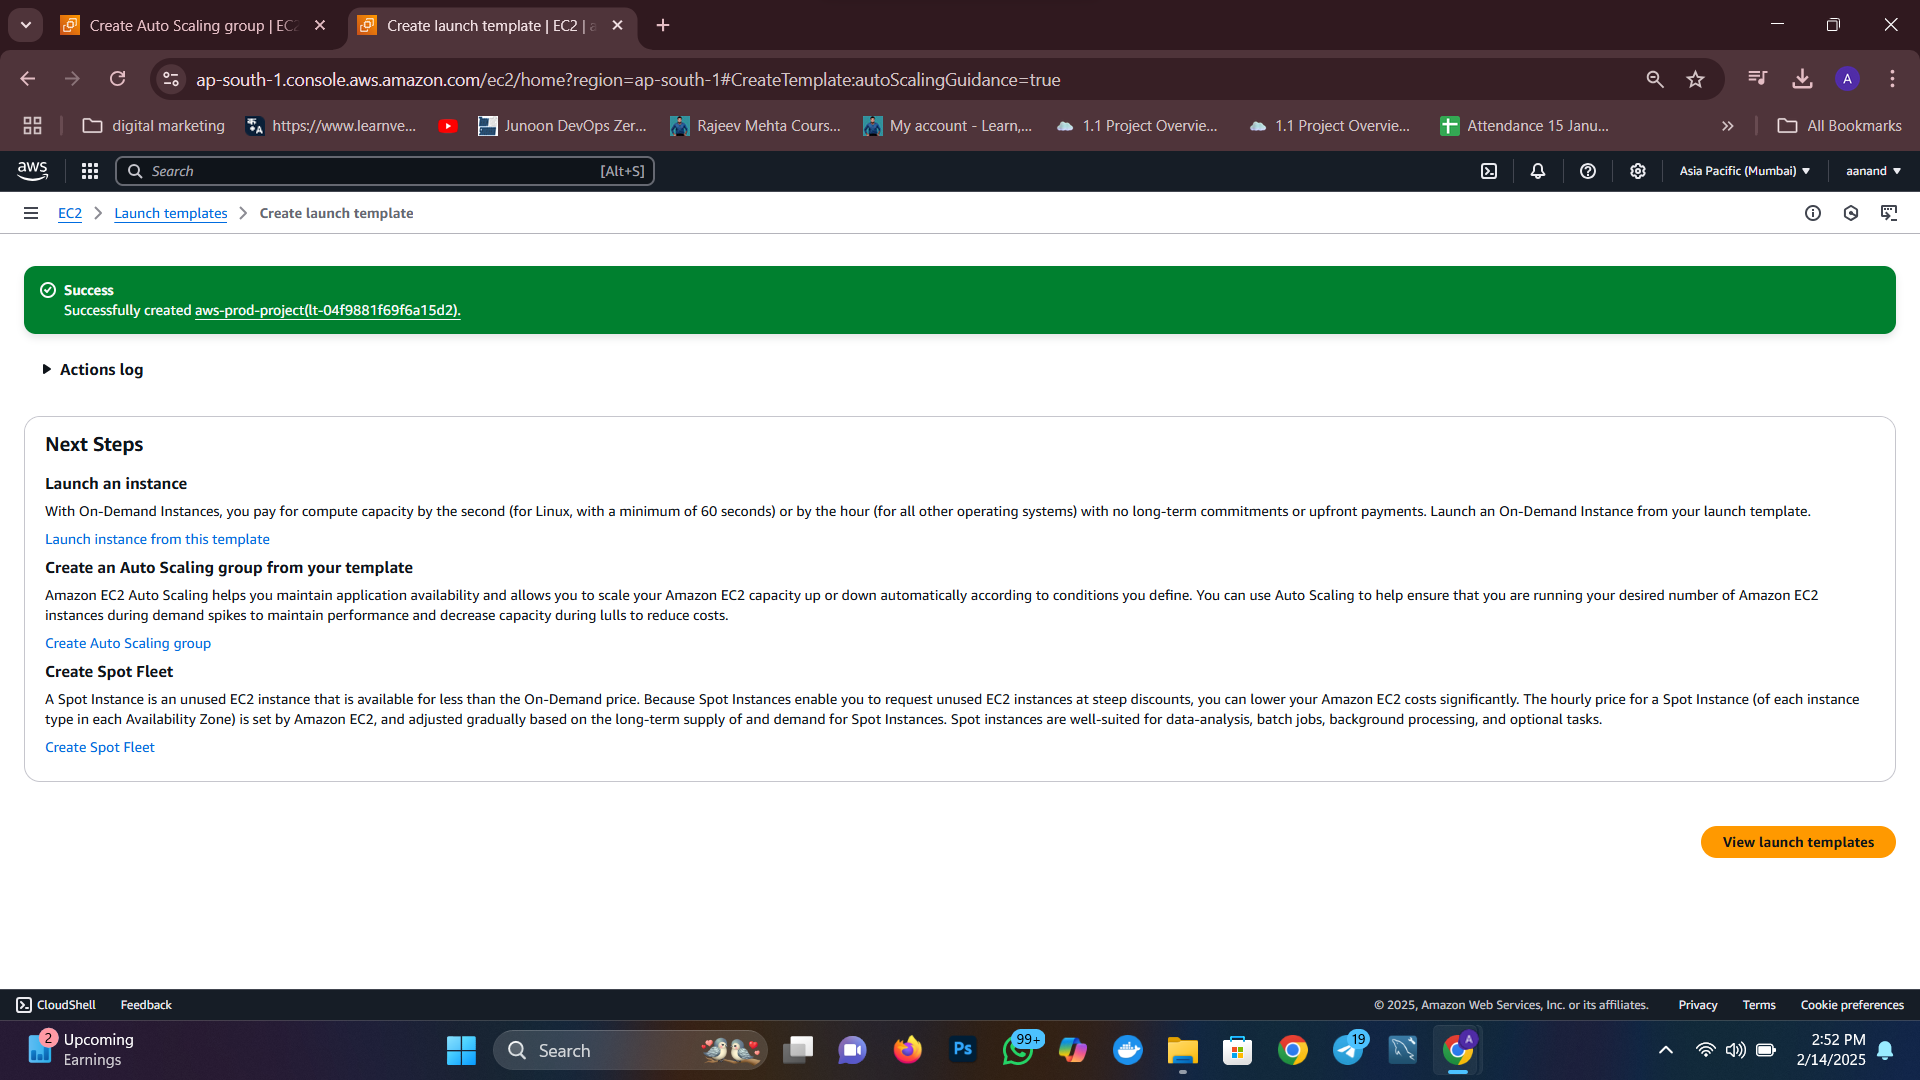 Create Auto Scaling group | EC2
Create launch template | EC2 | a
ap-south-1.console.aws.amazon.com/ec2/home?region=ap-south-1#CreateTemplate:autoScalingGuidance=true
A
digital marketing
https://www.learnve...
Junoon DevOps Zer...
Rajeev Mehta Cours...
My account - Learn,...
1.1 Project Overvie...
1.1 Project Overvie...
Attendance 15 Janu...
All Bookmarks
aws
Search
[Alt+S]
Asia Pacific (Mumbai)
aanand
EC2
Launch templates
Create launch template
Success
Successfully created aws-prod-project(lt-04f9881f69f6a15d2).
Actions log
Next Steps
Launch an instance
With On-Demand Instances, you pay for compute capacity by the second (for Linux, with a minimum of 60 seconds) or by the hour (for all other operating systems) with no long-term commitments or upfront payments. Launch an On-Demand Instance from your launch template.
Launch instance from this template
Create an Auto Scaling group from your template
Amazon EC2 Auto Scaling helps you maintain application availability and allows you to scale your Amazon EC2 capacity up or down automatically according to conditions you define. You can use Auto Scaling to help ensure that you are running your desired number of Amazon EC2
instances during demand spikes to maintain performance and decrease capacity during lulls to reduce costs.
Create Auto Scaling group
Create Spot Fleet
A Spot Instance is an unused EC2 instance that is available for less than the On-Demand price. Because Spot Instances enable you to request unused EC2 instances at steep discounts, you can lower your Amazon EC2 costs significantly. The hourly price for a Spot Instance (of each instance
type in each Availability Zone) is set by Amazon EC2, and adjusted gradually based on the long-term supply of and demand for Spot Instances. Spot instances are well-suited for data-analysis, batch jobs, background processing, and optional tasks.
Create Spot Fleet
View launch templates
CloudShell
Feedback
© 2025, Amazon Web Services, Inc. or its affiliates.
Privacy
Terms
Cookie preferences
2
Upcoming
Earnings
Search
Ps
99+
19
A
2:52 PM
2/14/2025